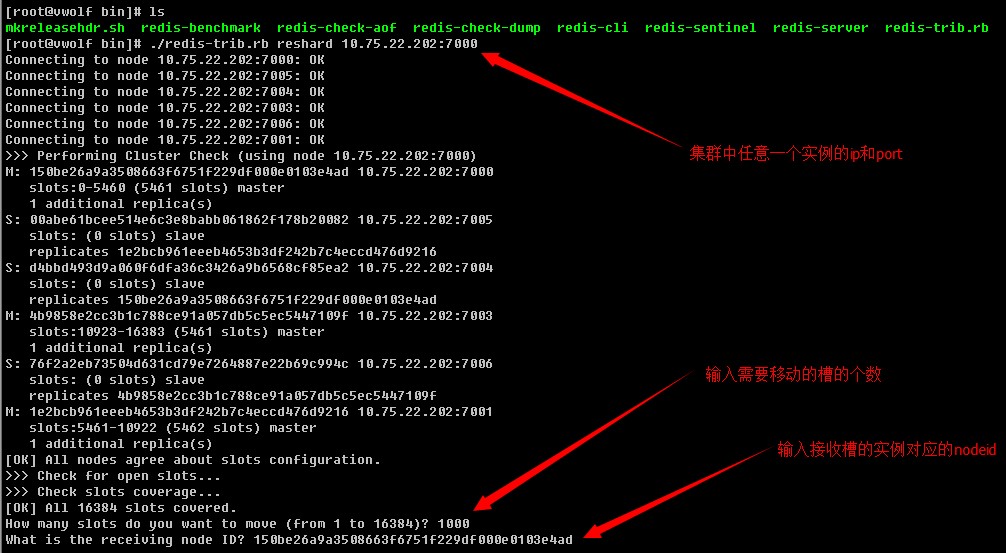 [root@vwolf bin]# ls
mkreleasehdr.sh redis-benchmark redis-check-aof redis-check-dump redis-cli redis-sentinel redis-server redis-trib.rb
[root@vwolf bin]# ./redis-trib.rb reshard 10.75.22.202:7000
Connecting to node 10.75.22.202:7000: OK
Connecting to node 10.75.22.202:7005: OK
Connecting to node 10.75.22.202:7004: OK
Connecting to node 10.75.22.202:7003: OK
Connecting to node 10.75.22.202:7006: OK
Connecting to node 10.75.22.202:7001: OK
集群中任意一个实例的ip和port
>>> Performing Cluster Check (using node 10.75.22.202:7000)
M: 150be26a9a3508663f6751f229df000e0103e4ad 10.75.22.202:7000
slots:0-5460 (5461 slots) master
1 additional replica(s)
S: 00abe61bcee514e6c3e8babb061862f178b20082 10.75.22.202:7005
slots: (0 slots) slave
replicates 1e2bcb961eeeb4653b3df242b7c4eccd476d9216
S: d4bbd493d9a060f6dfa36c3426a9b6568cf85ea2 10.75.22.202:7004
slots: (0 slots) slave
replicates 150be26a9a3508663f6751f229df000e0103e4ad
M: 4b9858e2cc3b1c788ce91a057db5c5ec5447109f 10.75.22.202:7003
slots:10923-16383 (5461 slots) master
1 additional replica(s)
S: 76f2a2eb73504d631cd79e7264887e22b69c994c 10.75.22.202:7006
slots: (0 slots) slave
输入需要移动的槽的个数
replicates 4b9858e2cc3b1c788ce91a057db5c5ec5447109f
M: 1e2bcb961eeeb4653b3df242b7c4eccd476d9216 10.75.22.202:7001
slots:5461-10922 (5462 slots) master
1 additional replica(s)
输入接收槽的实例对应的nodeid
[OK] All nodes agree about slots configuration.
>>> Check for open slots...
>>> Check slots coverage...
[OK] All 16384 slots covered.
How many slots do you want to move (from 1 to 16384)? 1000
What is the receiving node ID? 150be26a9a3508663f6751f229df000e0103e4ad